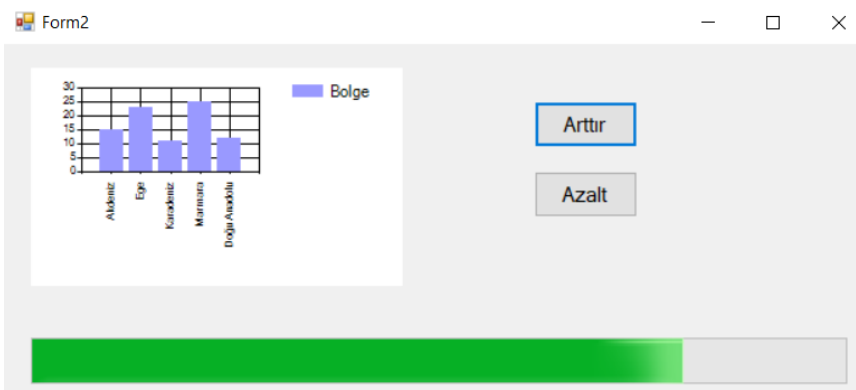 Form2
30
25
20
15
10
5
0
Akdeniz
Ege
Karadeniz
Marmara
Doğu Anadolu
Bolge
Arttır
Azalt